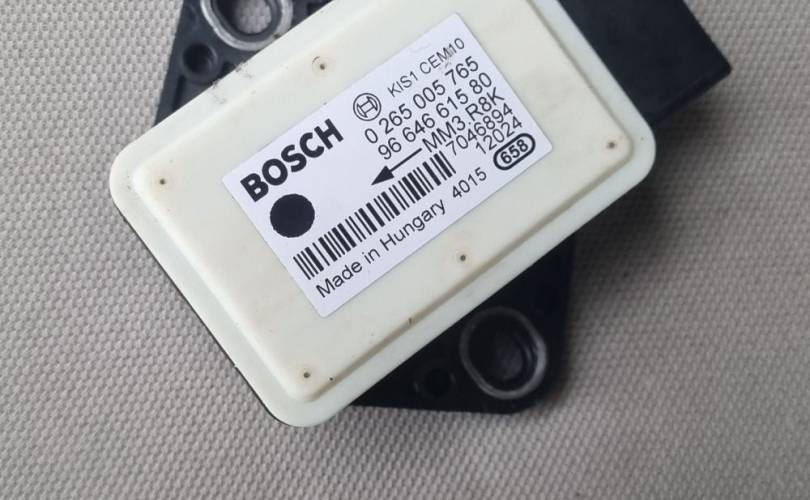 BOSCH
KIS1 CEM10
0 265 005 765
96 646 615 80
MM3.R8K
7046894
12024
658
Made in Hungary 4015